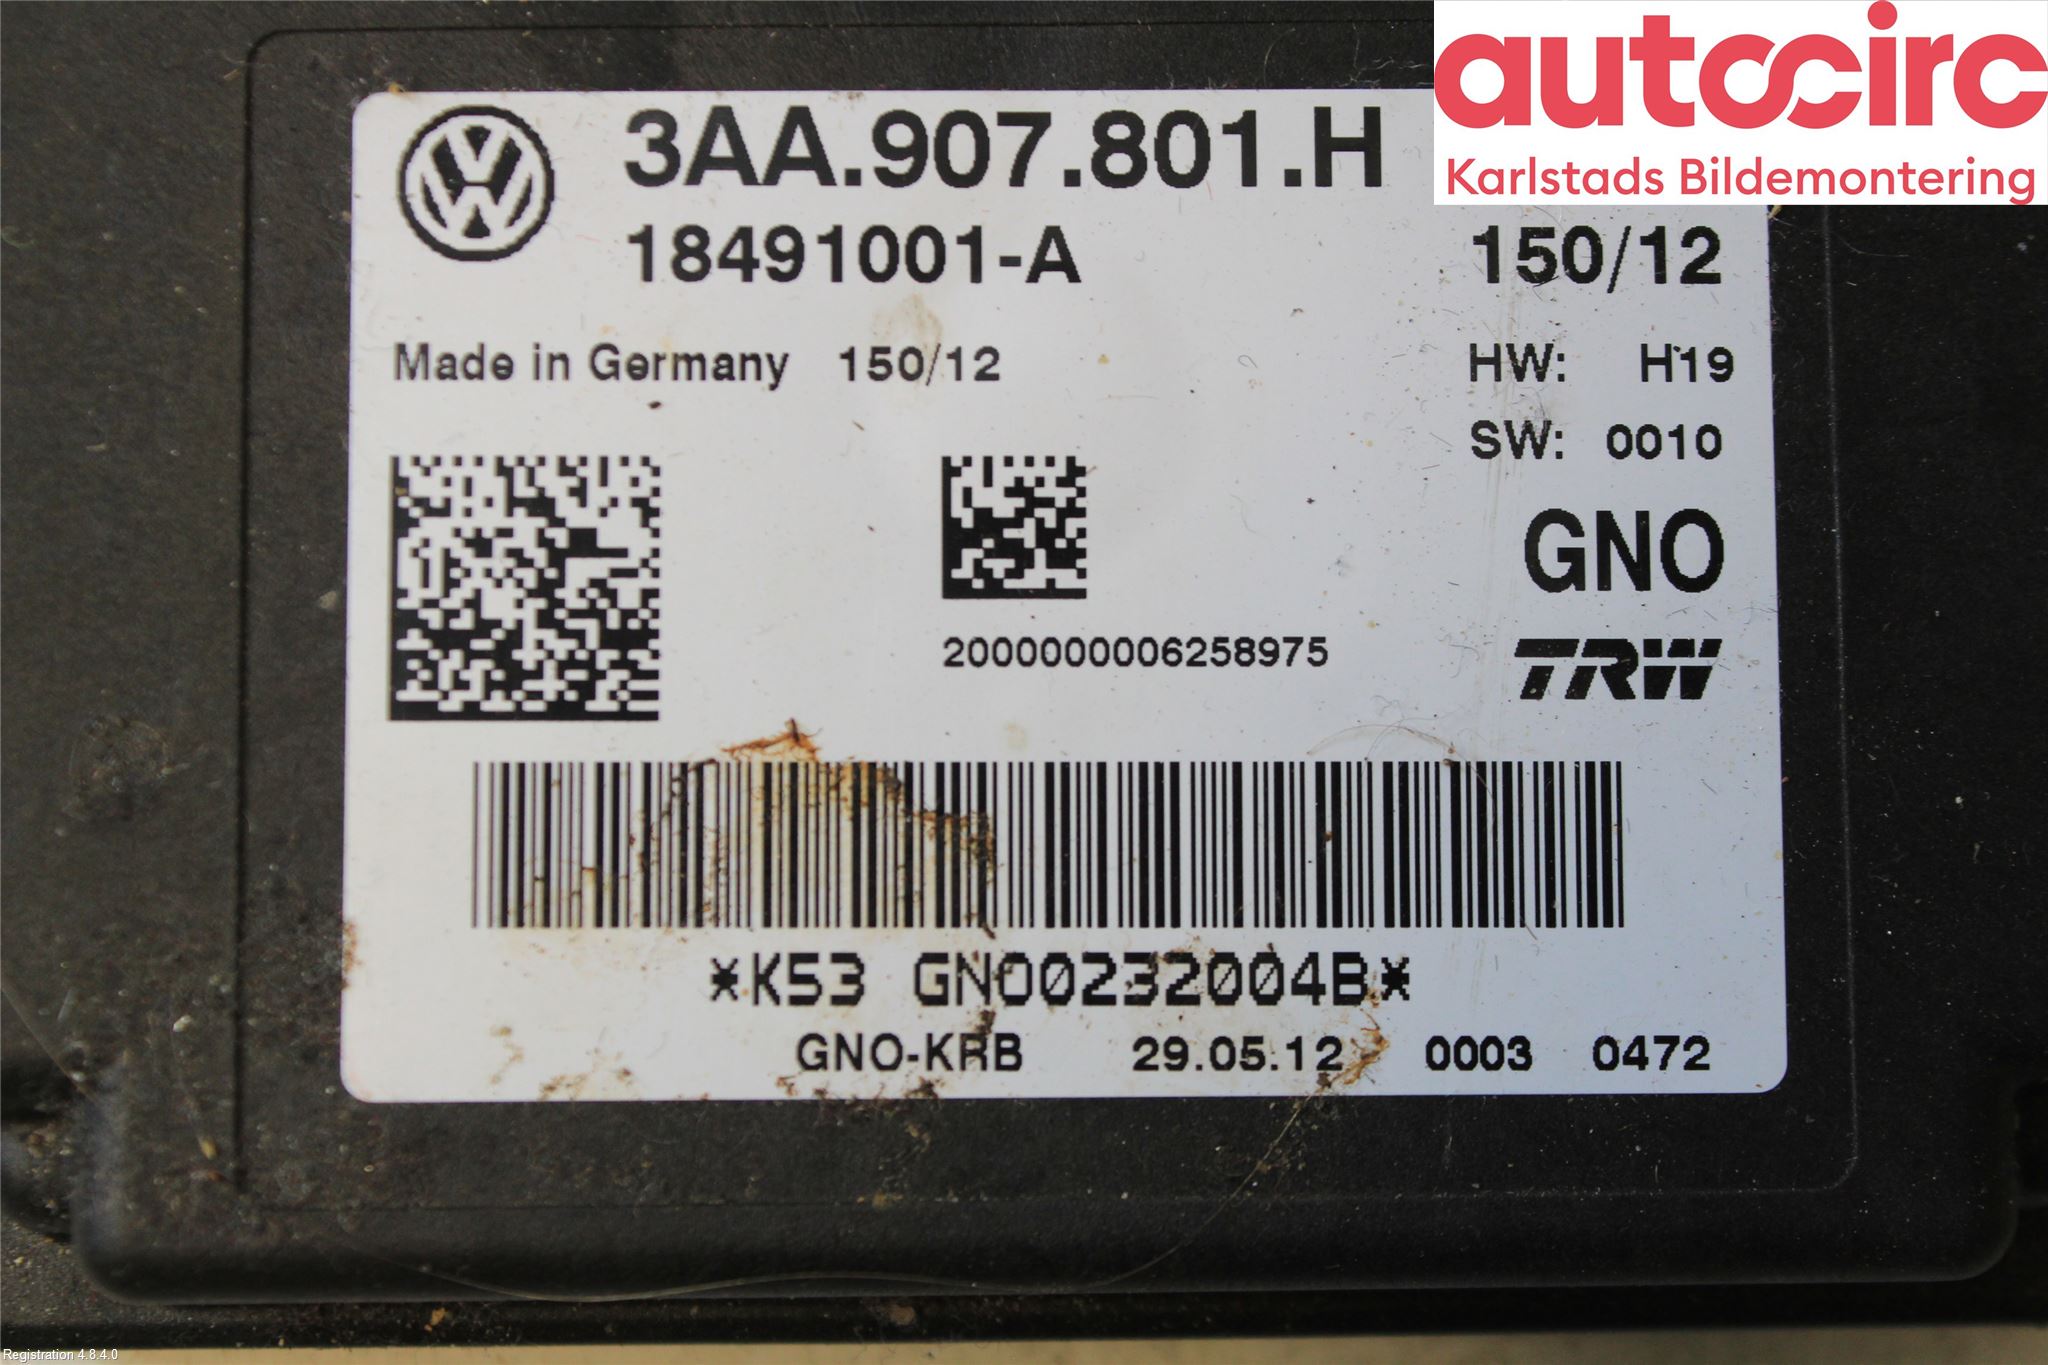 autocirc
Karlstads Bildemontering
3AA.907.801.H
18491001-A 150/12
Made in Germany 150/12 HW: H19
SW: 0010
GNO
2000000006258975
TRW
*K53 GNO0232004B*
GNO-KRB 29.05.12 0003 0472
Registration 4.8.4.0